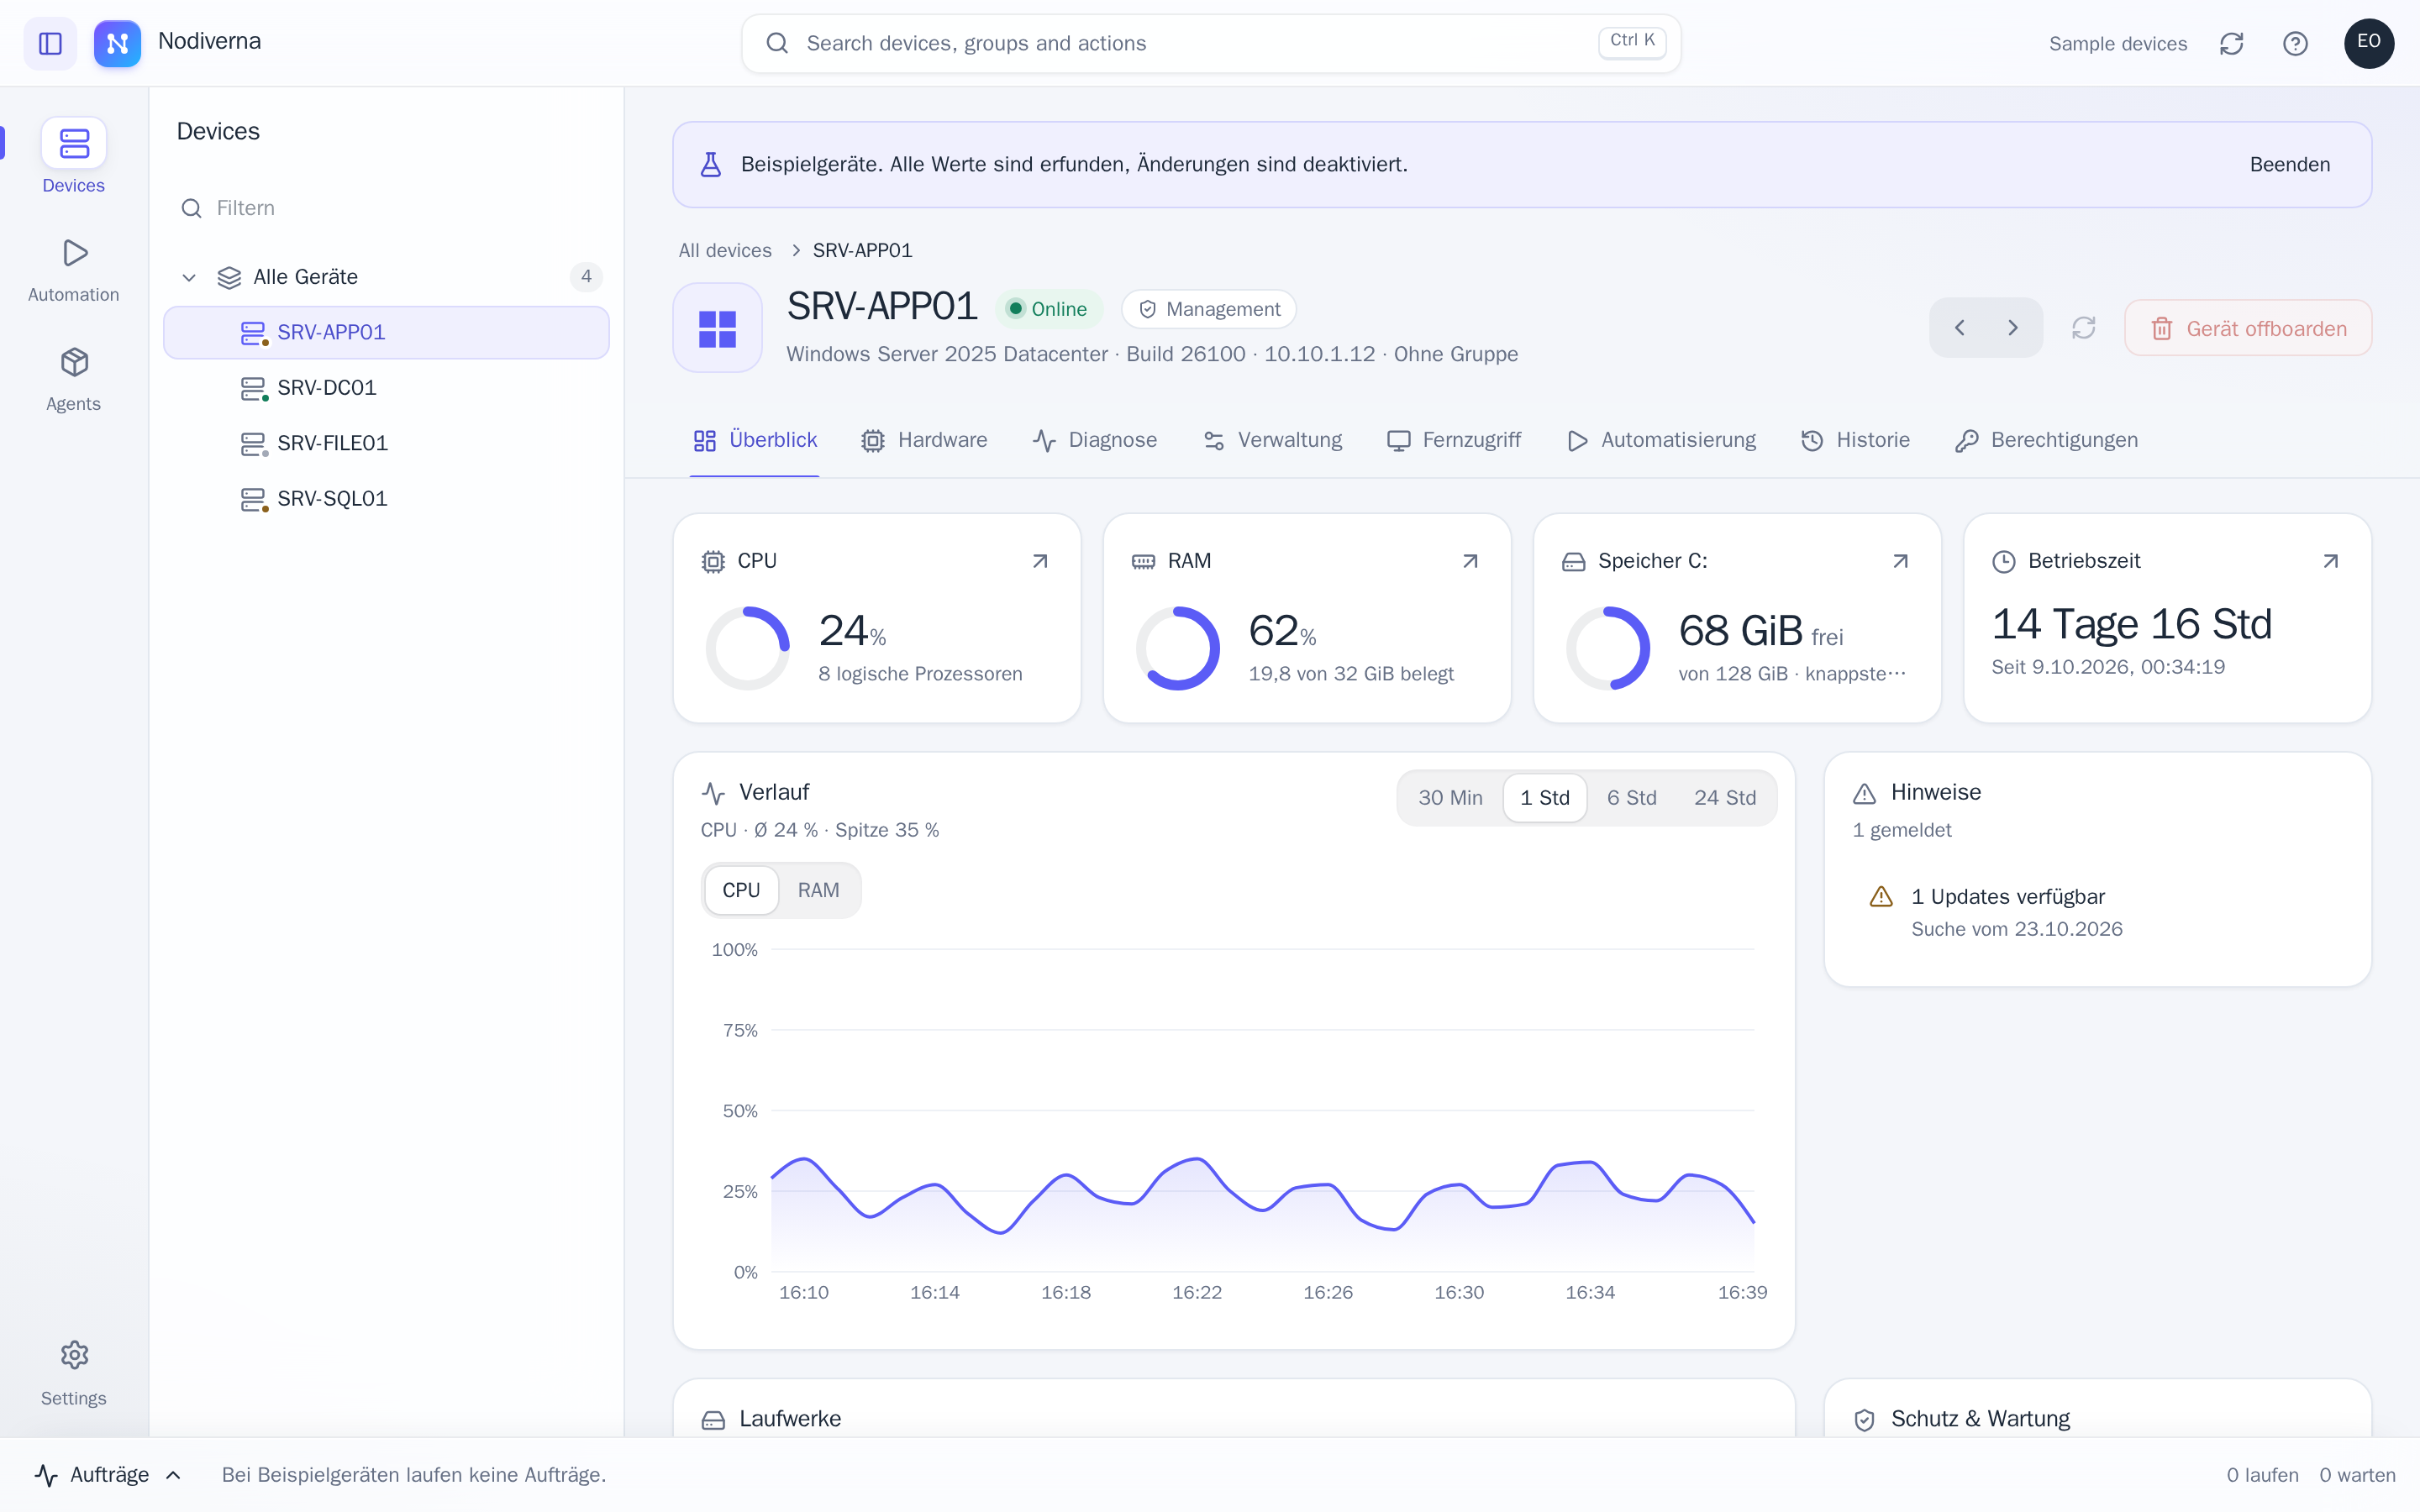 Nodiverna
Search devices, groups and actions
Ctrl K
Sample devices
EO
Devices
Automation
Agents
Settings
Devices
Filtern
Alle Geräte
4
SRV-APP01
SRV-DC01
SRV-FILE01
SRV-SQL01
Beispielgeräte. Alle Werte sind erfunden, Änderungen sind deaktiviert.
Beenden
All devices
SRV-APP01
SRV-APP01
Online
Management
Windows Server 2025 Datacenter · Build 26100 · 10.10.1.12 · Ohne Gruppe
Gerät offboarden
Überblick
Hardware
Diagnose
Verwaltung
Fernzugriff
Automatisierung
Historie
Berechtigungen
CPU
24%
8 logische Prozessoren
RAM
62%
19,8 von 32 GiB belegt
Speicher C:
68 GiB frei
von 128 GiB · knappste···
Betriebszeit
14 Tage 16 Std
Seit 9.10.2026, 00:34:19
Verlauf
CPU · Ø 24 % · Spitze 35 %
30 Min
1 Std
6 Std
24 Std
CPU
RAM
100%
75%
50%
25%
0%
16:10
16:14
16:18
16:22
16:26
16:30
16:34
16:39
Hinweise
1 gemeldet
1 Updates verfügbar
Suche vom 23.10.2026
Laufwerke
Schutz & Wartung
Aufträge
Bei Beispielgeräten laufen keine Aufträge.
0 laufen
0 warten